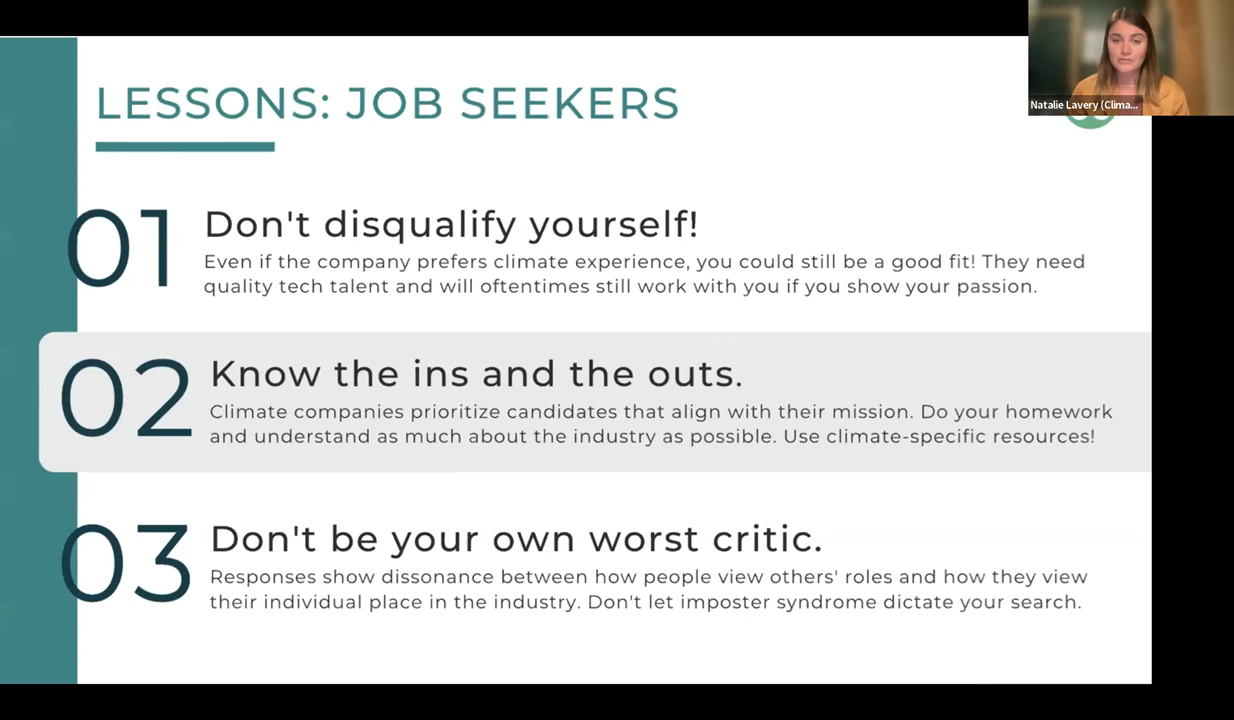 LESSONS: JOB SEEKERS
Natalie Lavery (Clima...
01
Don't disqualify yourself!
Even if the company prefers climate experience, you could still be a good fit! They need
quality tech talent and will oftentimes still work with you if you show your passion.
02
Know the ins and the outs.
Climate companies prioritize candidates that align with their mission. Do your homework
and understand as much about the industry as possible. Use climate-specific resources!
03
Don't be your own worst critic.
Responses show dissonance between how people view others' roles and how they view
their individual place in the industry. Don't let imposter syndrome dictate your search.